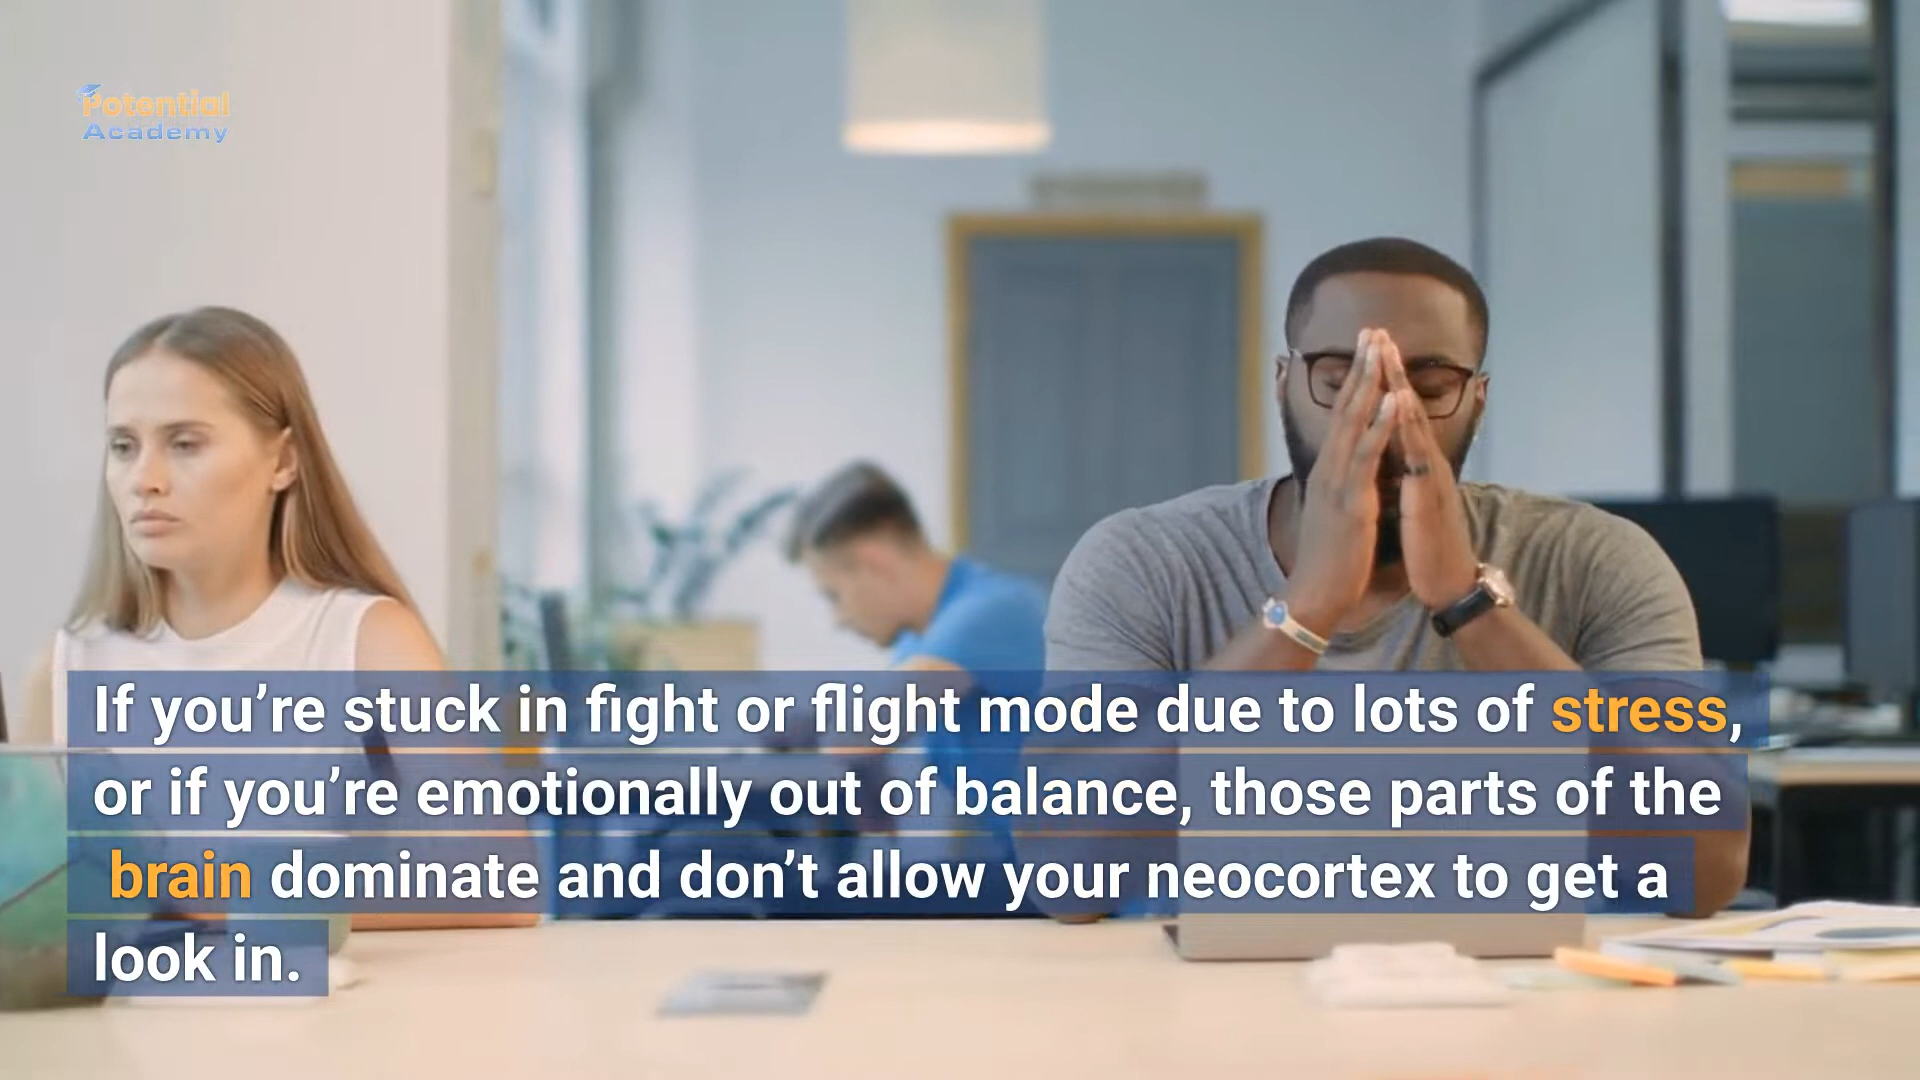 Potential
Academy
If you’re stuck in fight or flight mode due to lots of stress,
or if you’re emotionally out of balance, those parts of the
brain dominate and don’t allow your neocortex to get a
look in.